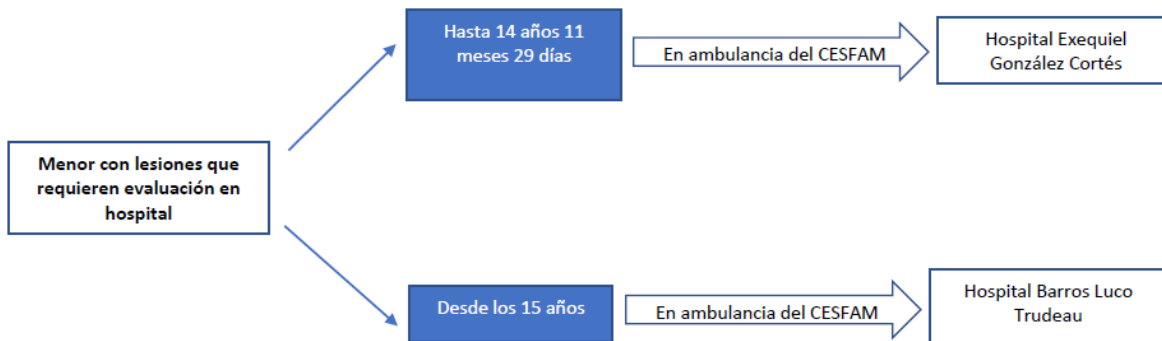 Hasta 14 años 11
meses 29 días
En ambulancia del CESFAM
Hospital Exequiel
González Cortés
Menor con lesiones que
requieren evaluación en
hospital
Desde los 15 años
En ambulancia del CESFAM
Hospital Barros Luco
Trudeau